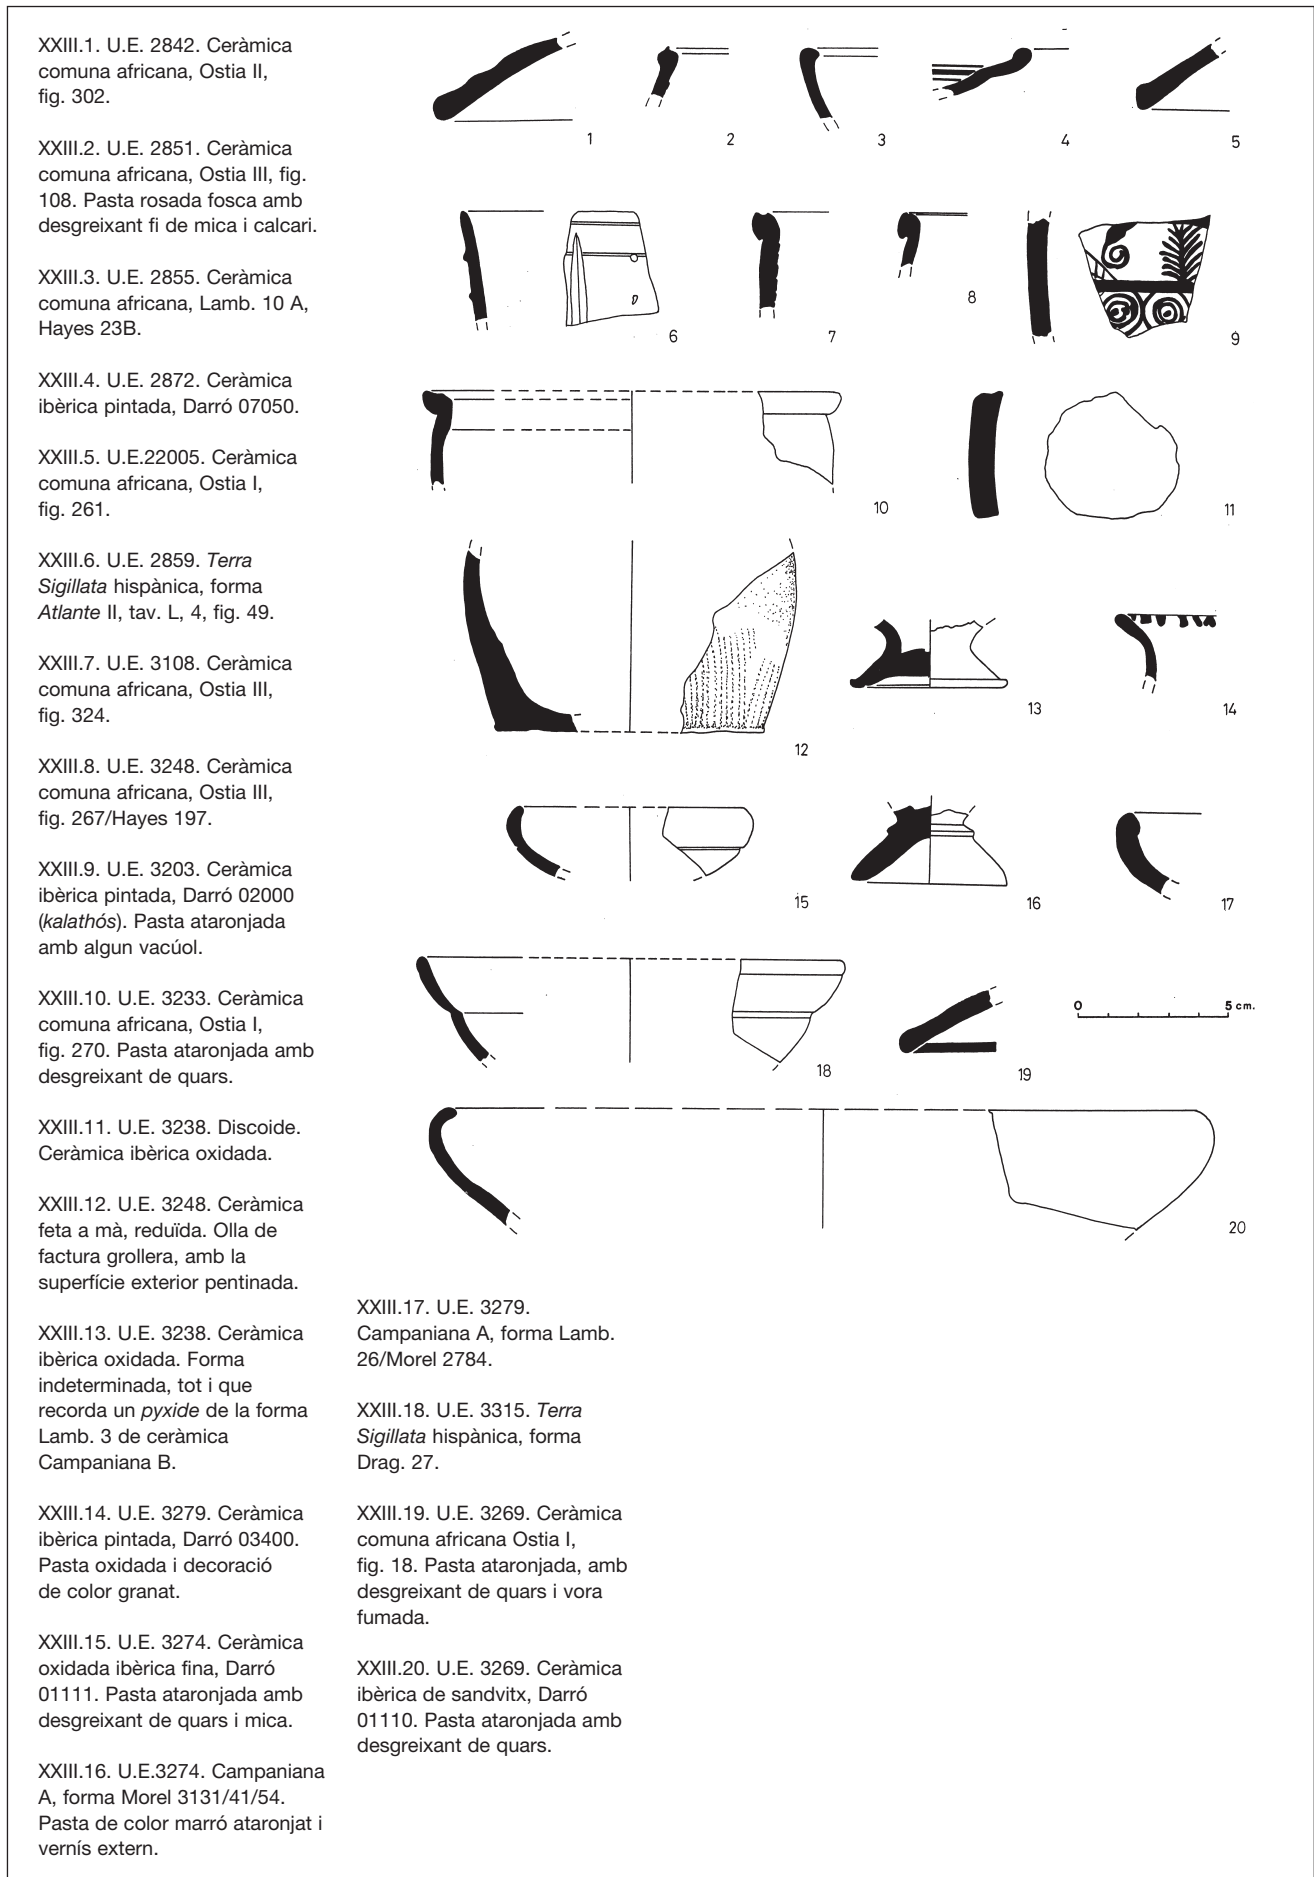 XXIII.1. U.E. 2842. Ceràmica
comuna africana, Ostia II,
fig. 302.
XXIII.2. U.E. 2851. Ceràmica
comuna africana, Ostia III, fig.
108. Pasta rosada fosca amb
desgreixant fi de mica i calcari.
XXIII.3. U.E. 2855. Ceràmica
comuna africana, Lamb. 10 A,
Hayes 23B.
XXIII.4. U.E. 2872. Ceràmica
ibèrica pintada, Darró 07050.
XXIII.5. U.E.22005. Ceràmica
comuna africana, Ostia I,
fig. 261.
XXIII.6. U.E. 2859. Terra
Sigillata hispànica, forma
Atlante II, tav. L, 4, fig. 49.
XXIII.7. U.E. 3108. Ceràmica
comuna africana, Ostia III,
fig. 324.
XXIII.8. U.E. 3248. Ceràmica
comuna africana, Ostia III,
fig. 267/Hayes 197.
XXIII.9. U.E. 3203. Ceràmica
ibèrica pintada, Darró 02000
(kalathós). Pasta ataronjada
amb algun vacúol.
XXIII.10. U.E. 3233. Ceràmica
comuna africana, Ostia I,
fig. 270. Pasta ataronjada amb
desgreixant de quars.
XXIII.11. U.E. 3238. Discoide.
Ceràmica ibèrica oxidada.
XXIII.12. U.E. 3248. Ceràmica
feta a mà, reduïda. Olla de
factura grollera, amb la
superfície exterior pentinada.
XXIII.13. U.E. 3238. Ceràmica
ibèrica oxidada. Forma
indeterminada, tot i que
recorda un pyxide de la forma
Lamb. 3 de ceràmica
Campaniana B.
XXIII.14. U.E. 3279. Ceràmica
ibèrica pintada, Darró 03400.
Pasta oxidada i decoració
de color granat.
XXIII.15. U.E. 3274. Ceràmica
oxidada ibèrica fina, Darró
01111. Pasta ataronjada amb
desgreixant de quars i mica.
XXIII.16. U.E.3274. Campaniana
A, forma Morel 3131/41/54.
Pasta de color marró ataronjat i
vernís extern.
XXIII.17. U.E. 3279.
Campaniana A, forma Lamb.
26/Morel 2784.
XXIII.18. U.E. 3315. Terra
Sigillata hispànica, forma
Drag. 27.
XXIII.19. U.E. 3269. Ceràmica
comuna africana Ostia I,
fig. 18. Pasta ataronjada, amb
desgreixant de quars i vora
fumada.
XXIII.20. U.E. 3269. Ceràmica
ibèrica de sandvitx, Darró
01110. Pasta ataronjada amb
desgreixant de quars.
1 2 3 4 5
6 7 8 9
10 11
12 13 14
15 16 17
18 19 0 5 cm.
20